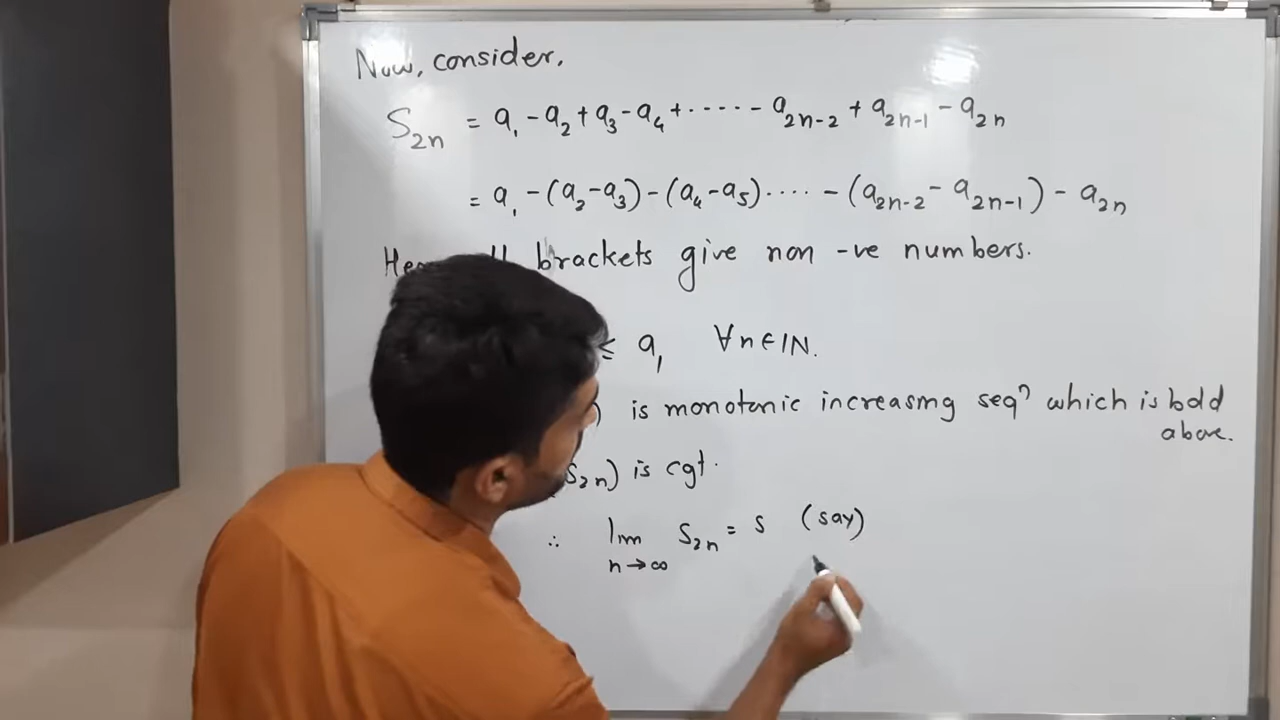 Now, consider,
S₂ₙ = a₁ - a₂ + a₃ - a₄ + ..... - a₂ₙ₋₂ + a₂ₙ₋₁ - a₂ₙ
= a₁ - (a₂ - a₃) - (a₄ - a₅) .... - (a₂ₙ₋₂ - a₂ₙ₋₁) - a₂ₙ
brackets give non -ve numbers.
≤ a₁ ∀n∈IN.
) is monotonic increasing seqⁿ which is bdd
above.
S₂ₙ) is cgt.
∴ lim S₂ₙ = s (say)
n→∞